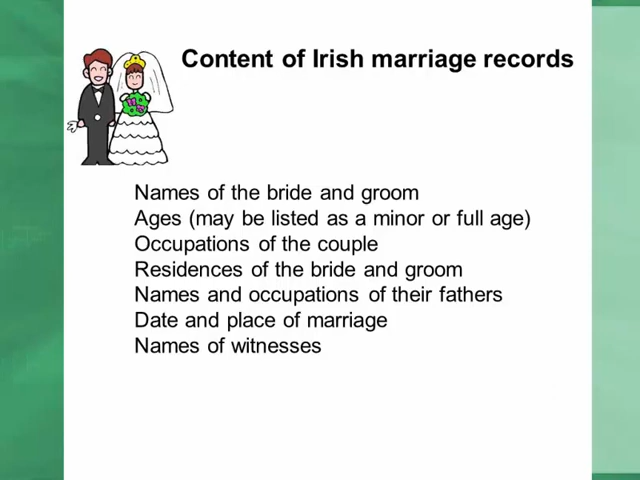 Content of Irish marriage records
Names of the bride and groom
Ages (may be listed as a minor or full age)
Occupations of the couple
Residences of the bride and groom
Names and occupations of their fathers
Date and place of marriage
Names of witnesses